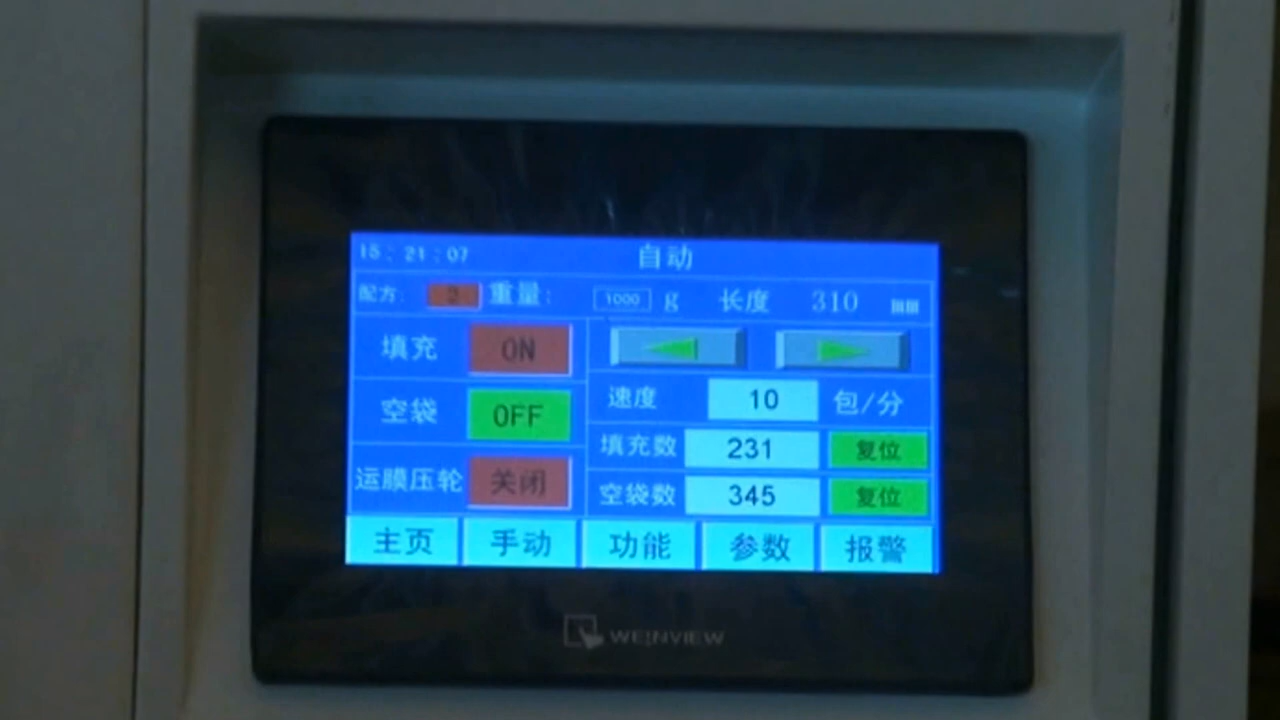 21 : 07 自动
配方: 重量: 1000 g 长度 310 mm
填充 ON
空袋 OFF
运膜压轮 关闭
速度 10 包/分
填充数 231 复位
空袋数 345 复位
主页 手动 功能 参数 报警
WEINVIEW